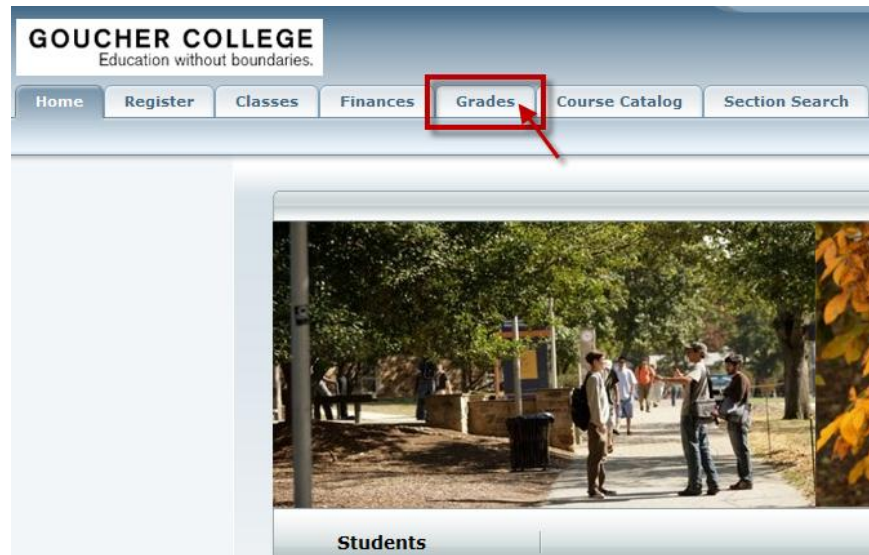 GOUCHER COLLEGE
Education without boundaries.
Home Register Classes Finances Grades Course Catalog Section Search
Students